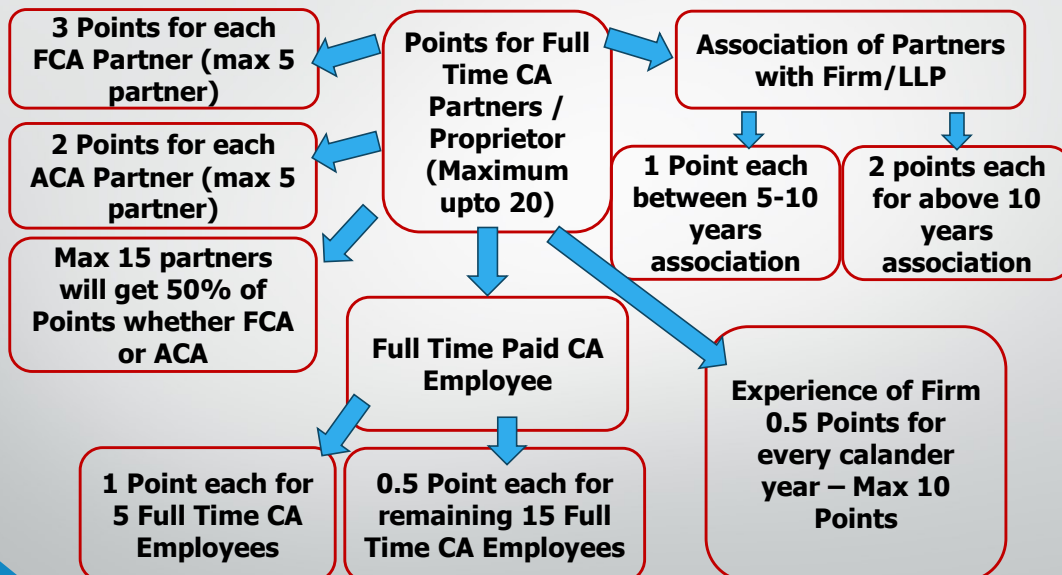 3 Points for each
FCA Partner (max 5
partner)
2 Points for each
ACA Partner (max 5
partner)
Max 15 partners
will get 50% of
Points whether FCA
or ACA
Points for Full
Time CA
Partners /
Proprietor
(Maximum
upto 20)
Association of Partners
with Firm/LLP
1 Point each
between 5-10
years
association
2 points each
for above 10
years
association
Full Time Paid CA
Employee
1 Point each for
5 Full Time CA
Employees
0.5 Point each for
remaining 15 Full
Time CA Employees
Experience of Firm
0.5 Points for
every calander
year – Max 10
Points